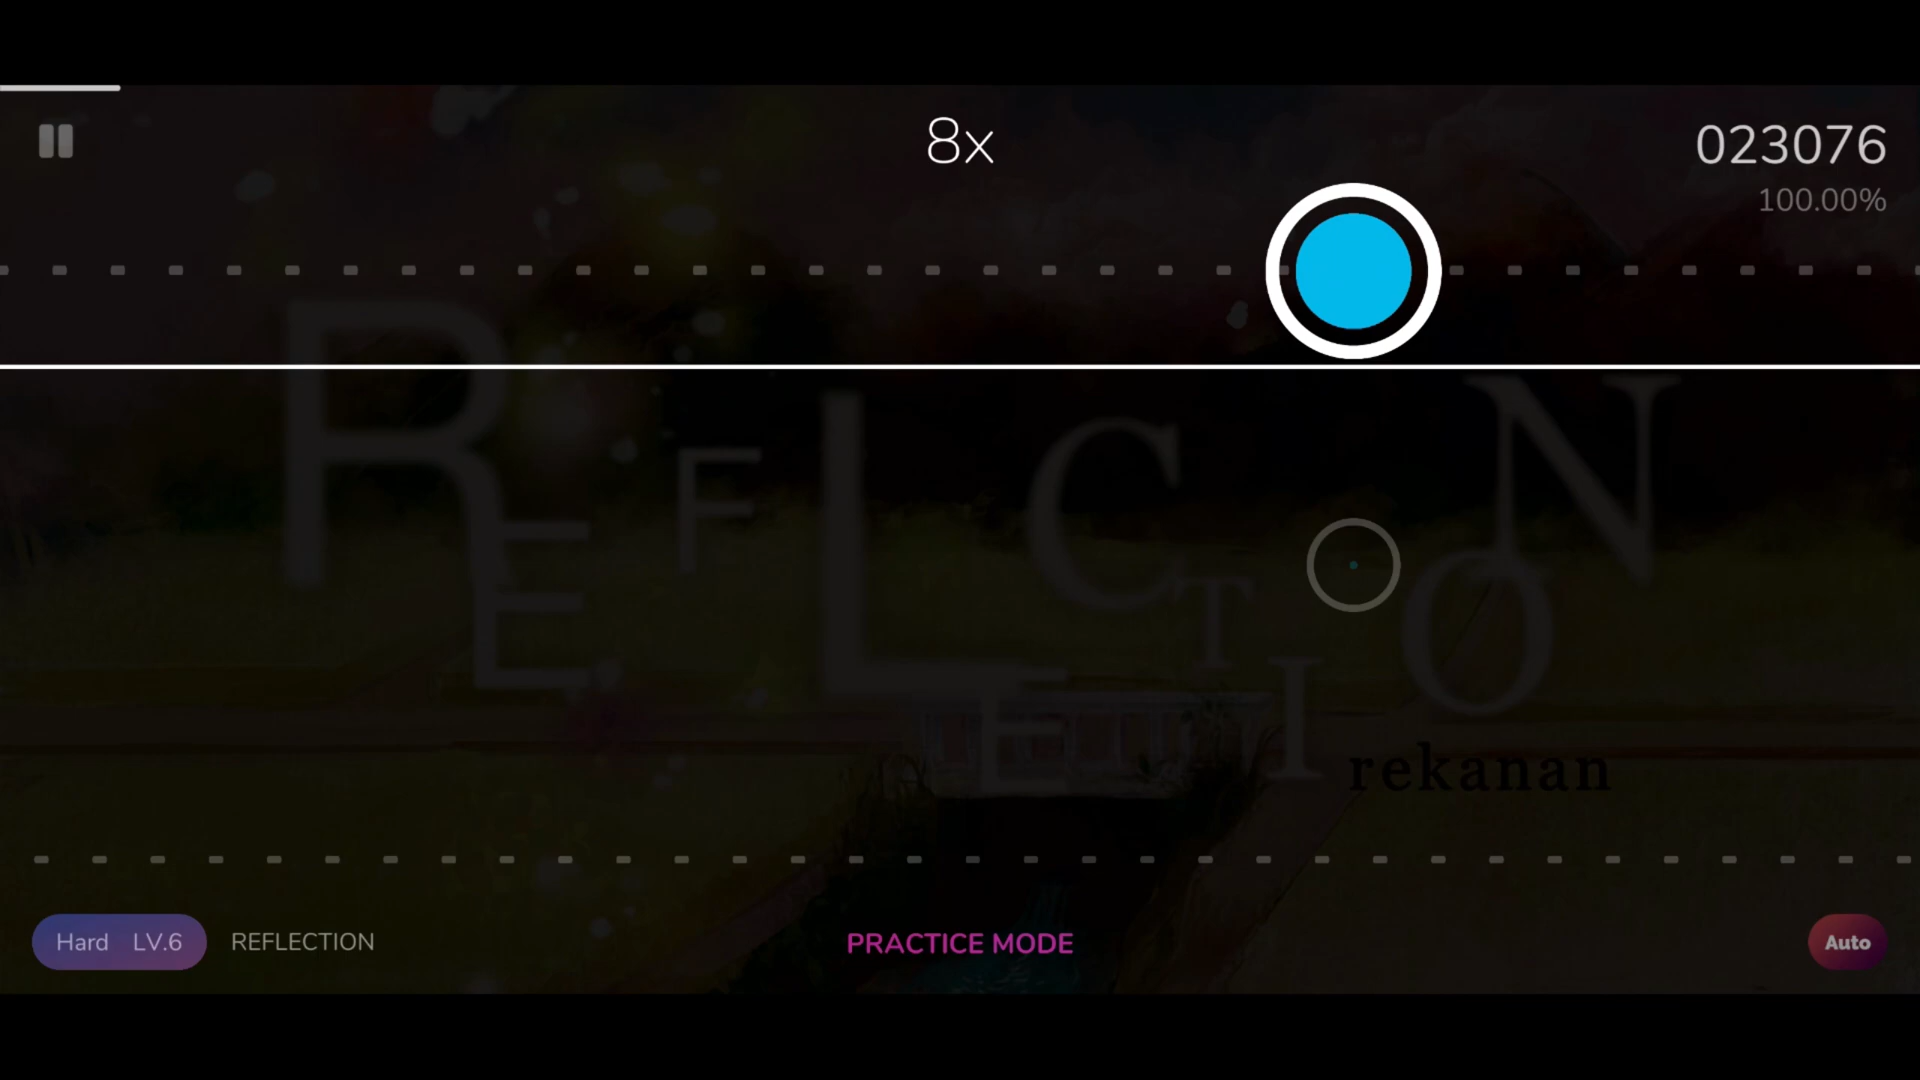 8x
023076
100.00%
REFLECTION
rekanan
Hard LV.6 REFLECTION
PRACTICE MODE
Auto